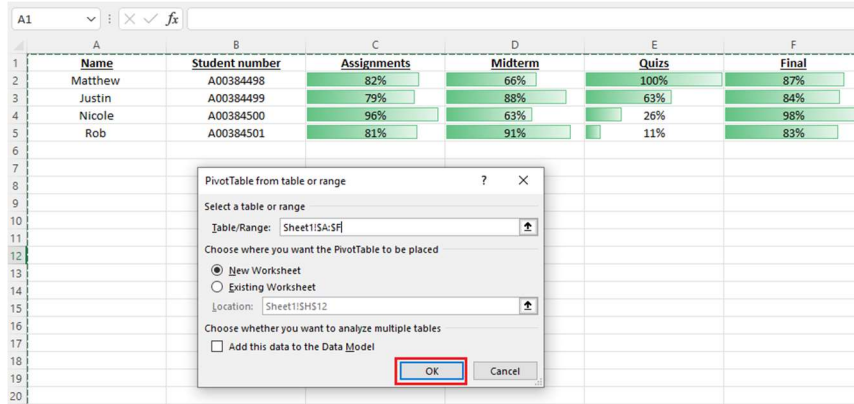 A1 fx
A B C D E F
1 Name Student number Assignments Midterm Quizs Final
2 Matthew A00384498 82% 66% 100% 87%
3 Justin A00384499 79% 88% 63% 84%
4 Nicole A00384500 96% 63% 26% 98%
5 Rob A00384501 81% 91% 11% 83%
6
7
8
9
10
11
12
13
14
15
16
17
18
19
20
PivotTable from table or range ? ×
Select a table or range
Table/Range: Sheet1!$A:$F
Choose where you want the PivotTable to be placed
New Worksheet
Existing Worksheet
Location: Sheet1!$H$12
Choose whether you want to analyze multiple tables
Add this data to the Data Model
OK Cancel